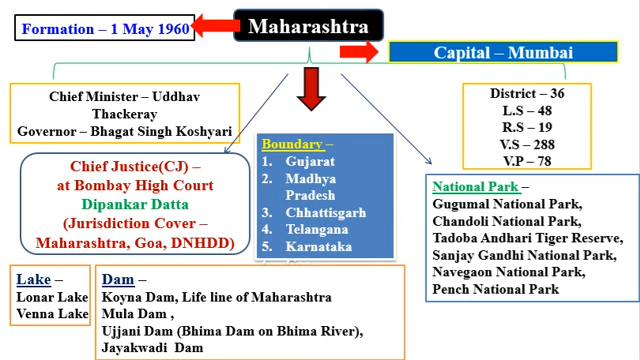 Formation – 1 May 1960
Maharashtra
Capital – Mumbai
Chief Minister – Uddhav
Thackeray
Governor – Bhagat Singh Koshyari
District – 36
L.S – 48
R.S – 19
V.S – 288
V.P – 78
Chief Justice(CJ) –
at Bombay High Court
Dipankar Datta
(Jurisdiction Cover –
Maharashtra, Goa, DNHDD)
Boundary –
1. Gujarat
2. Madhya
Pradesh
3. Chhattisgarh
4. Telangana
5. Karnataka
National Park –
Gugumal National Park,
Chandoli National Park,
Tadoba Andhari Tiger Reserve,
Sanjay Gandhi National Park,
Navegaon National Park,
Pench National Park
Lake –
Lonar Lake
Venna Lake
Dam –
Koyna Dam, Life line of Maharashtra
Mula Dam ,
Ujjani Dam (Bhima Dam on Bhima River),
Jayakwadi Dam